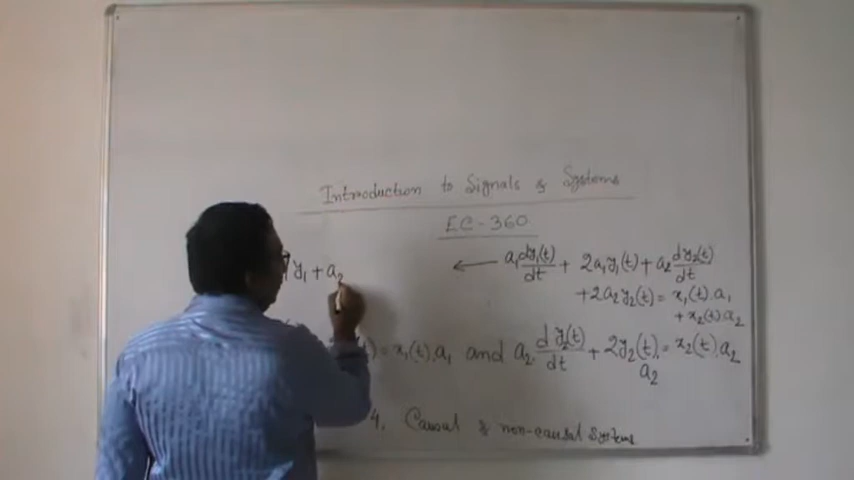 Introduction to Signals & Systems
EC-360
y₁ + a₂
← a₁ dy₁(t)/dt + 2a₁y₁(t) + a₂ dy₂(t)/dt
+ 2a₂y₂(t) = x₁(t).a₁
+ x₂(t).a₂
t) = x₁(t).a₁ and a₂. dy₂(t)/dt + 2y₂(t).a₂ = x₂(t).a₂
4. Causal & non-causal Systems